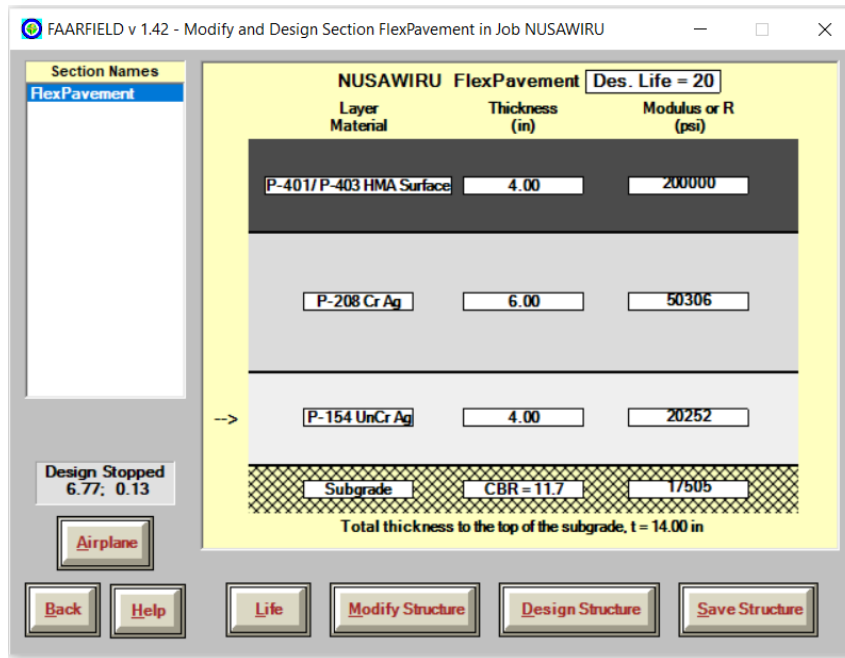 FAARFIELD v 1.42 - Modify and Design Section FlexPavement in Job NUSAWIRU
Section Names
FlexPavement
NUSAWIRU FlexPavement Des. Life = 20
Layer Material Thickness (in) Modulus or R (psi)
P-401/ P-403 HMA Surface 4.00 200000
P-208 Cr Ag 6.00 50306
--> P-154 UnCr Ag 4.00 20252
Subgrade CBR = 11.7 17505
Total thickness to the top of the subgrade, t = 14.00 in
Design Stopped
6.77; 0.13
Airplane
Back Help Life Modify Structure Design Structure Save Structure